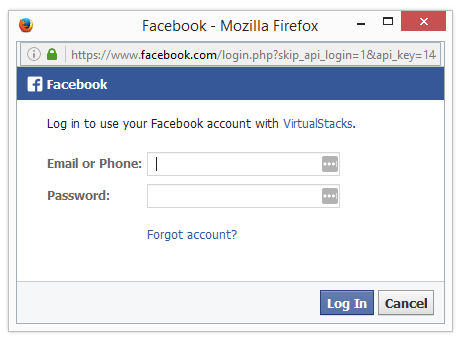 Facebook - Mozilla Firefox
https://www.facebook.com/login.php?skip_api_login=1&api_key=14
Facebook
Log in to use your Facebook account with VirtualStacks.
Email or Phone:
Password:
Forgot account?
Log In Cancel